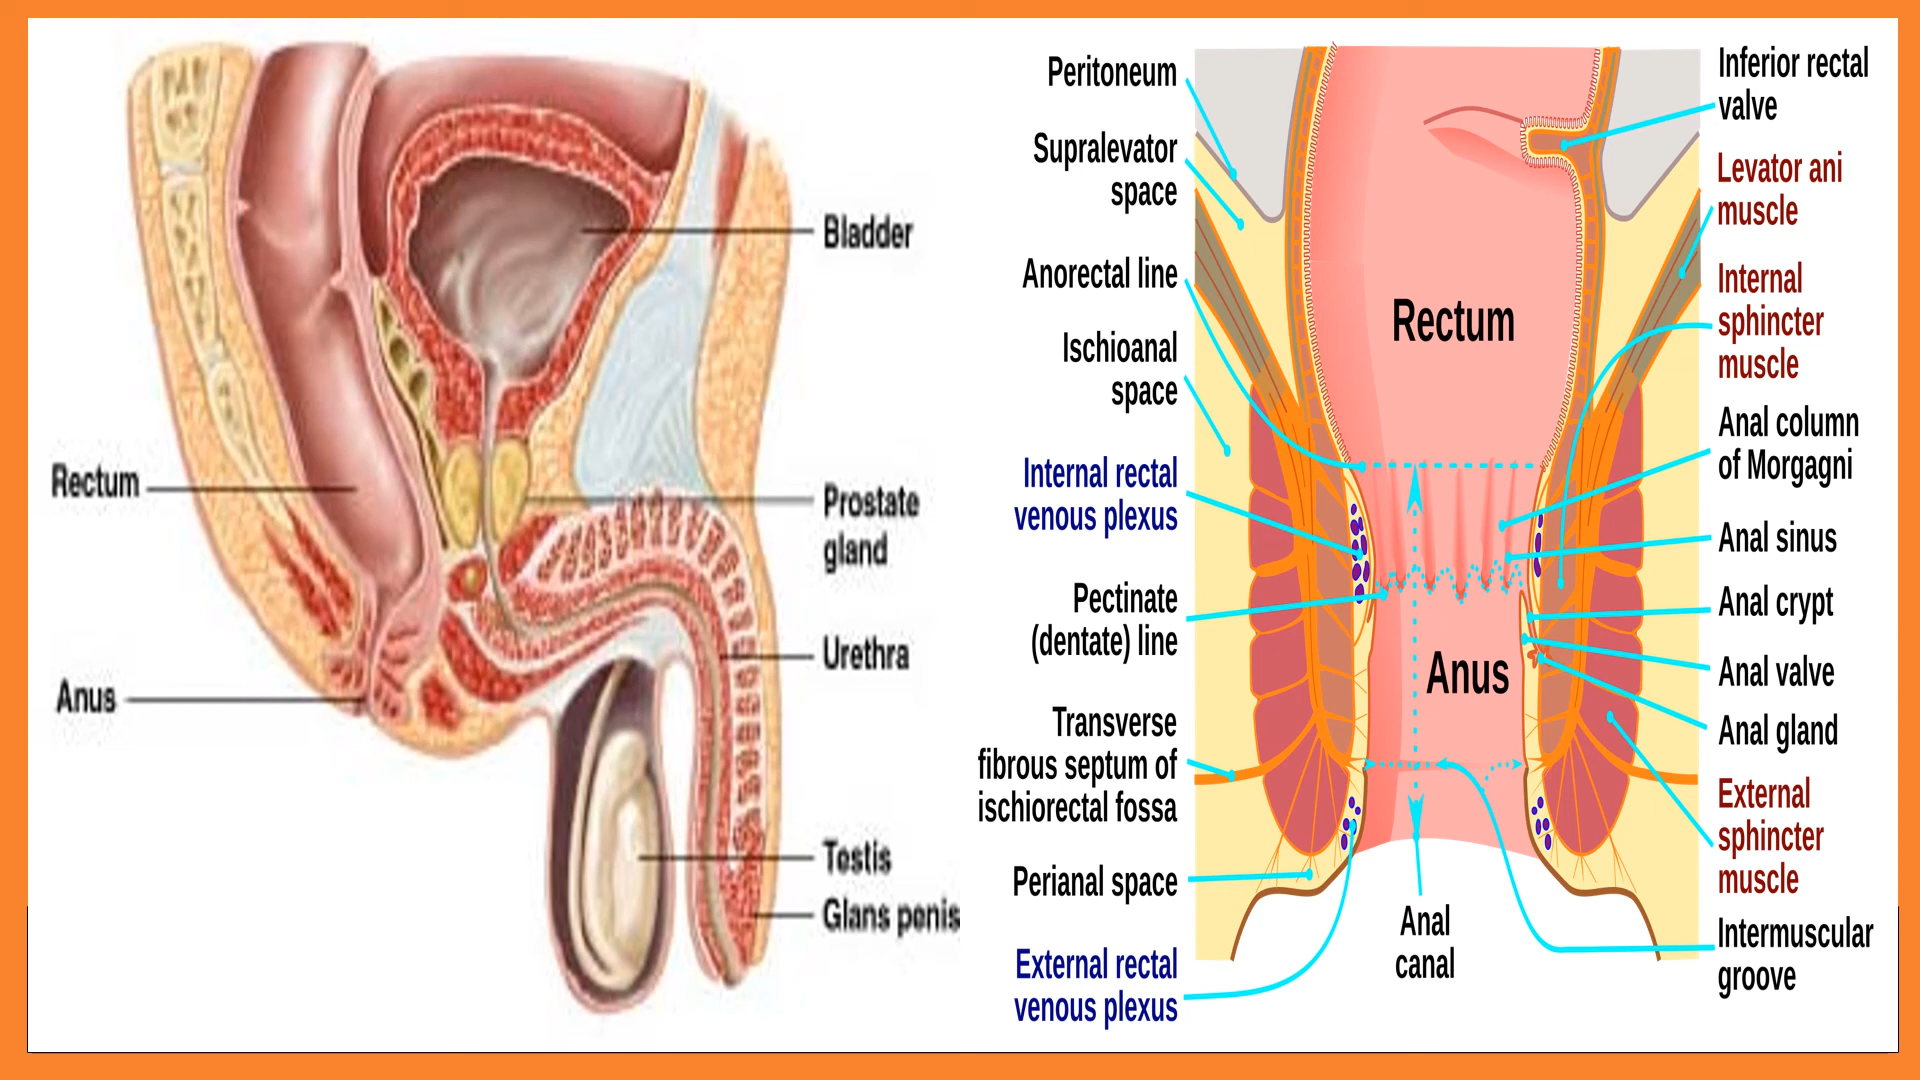 Bladder
Rectum
Prostate
gland
Urethra
Anus
Testis
Glans penis
Peritoneum
Supralevator
space
Anorectal line
Ischioanal
space
Internal rectal
venous plexus
Pectinate
(dentate) line
Transverse
fibrous septum of
ischiorectal fossa
Perianal space
External rectal
venous plexus
Rectum
Anus
Anal
canal
Inferior rectal
valve
Levator ani
muscle
Internal
sphincter
muscle
Anal column
of Morgagni
Anal sinus
Anal crypt
Anal valve
Anal gland
External
sphincter
muscle
Intermuscular
groove